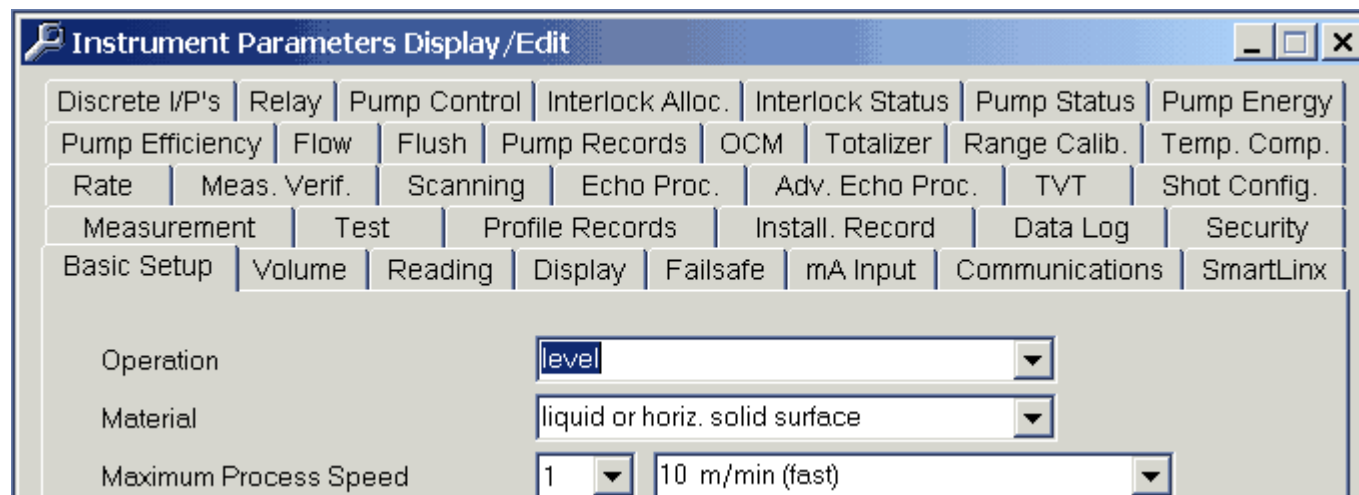 Instrument Parameters Display/Edit
Discrete I/P's Relay Pump Control Interlock Alloc. Interlock Status Pump Status Pump Energy
Pump Efficiency Flow Flush Pump Records OCM Totalizer Range Calib. Temp. Comp.
Rate Meas. Verif. Scanning Echo Proc. Adv. Echo Proc. TVT Shot Config.
Measurement Test Profile Records Install. Record Data Log Security
Basic Setup Volume Reading Display Failsafe mA Input Communications SmartLinx
Operation level
Material liquid or horiz. solid surface
Maximum Process Speed 1 10 m/min (fast)